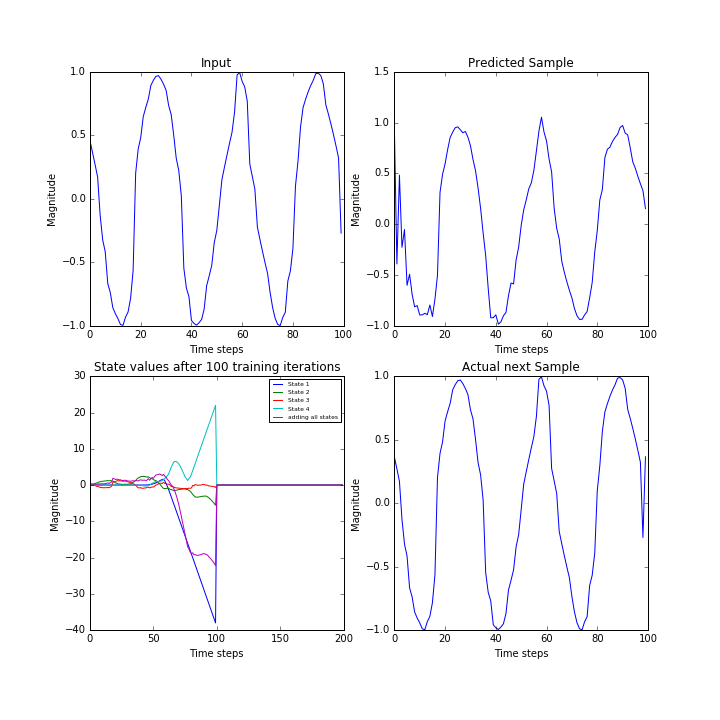 Input
1.0
0.5
0.0
−0.5
−1.0
Magnitude
0 20 40 60 80 100
Time steps
Predicted Sample
1.5
1.0
0.5
0.0
−0.5
−1.0
Magnitude
0 20 40 60 80 100
Time steps
State values after 100 training iterations
30
20
10
0
−10
−20
−30
−40
Magnitude
State 1
State 2
State 3
State 4
adding all states
0 50 100 150 200
Time steps
Actual next Sample
1.0
0.5
0.0
−0.5
−1.0
Magnitude
0 20 40 60 80 100
Time steps